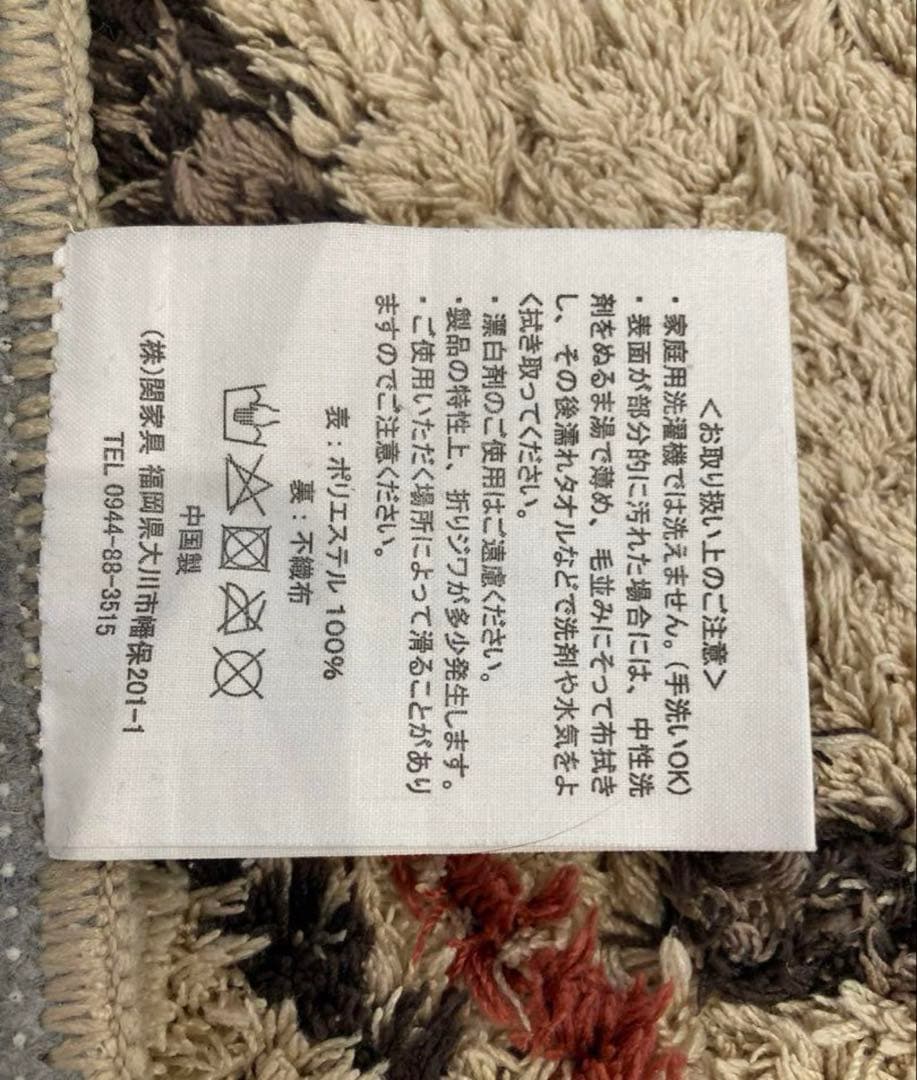 ＜お取り扱い上のご注意＞
・家庭用洗濯機では洗えません。(手洗いOK)
・表面が部分的に汚れた場合には、中性洗
剤をぬるま湯で薄め、毛並みにそって布拭き
し、その後濡れタオルなどで洗剤や水気をよ
く拭き取ってください。
・漂白剤のご使用はご遠慮ください。
・製品の特性上、折りジワが多少発生します。
・ご使用いただく場所によって滑ることがあり
ますのでご注意ください。
表：ポリエステル 100%
裏：不織布
中国製
(株)関家具 福岡県大川市幡保201-1
TEL 0944-88-3515